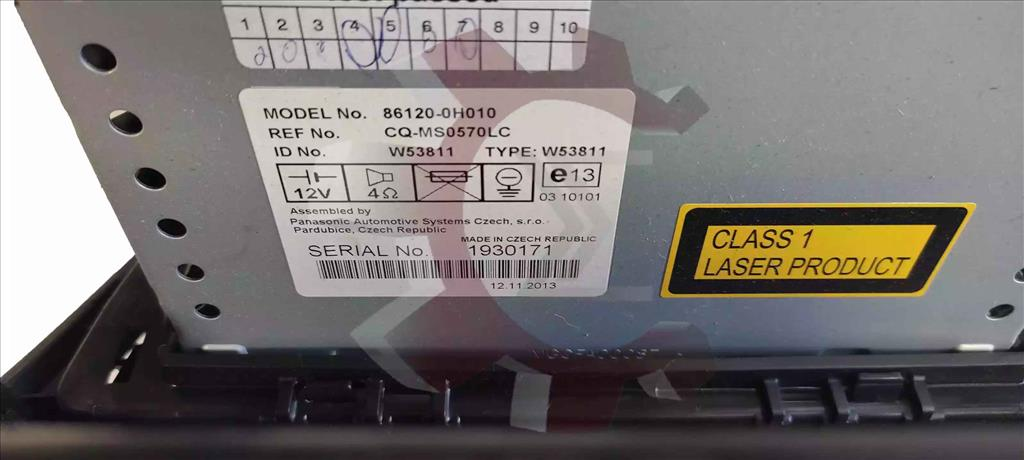 1 2 3 4 5 6 7 8 9 10
MODEL No. 86120-0H010
REF No. CQ-MS0570LC
ID No. W53811 TYPE: W53811
12V 4Ω e13
03 10101
Assembled by
Panasonic Automotive Systems Czech, s.r.o.
Pardubice, Czech Republic
MADE IN CZECH REPUBLIC
SERIAL No. 1930171
12.11.2013
CLASS 1
LASER PRODUCT